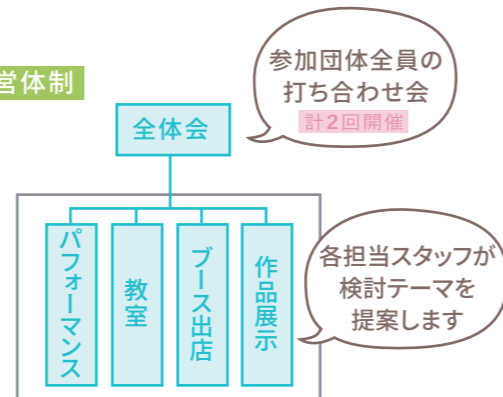 営体制
参加団体全員の
打ち合わせ会
計2回開催
全体会
パフォーマンス
教室
ブース出店
作品展示
各担当スタッフが
検討テーマを
提案します